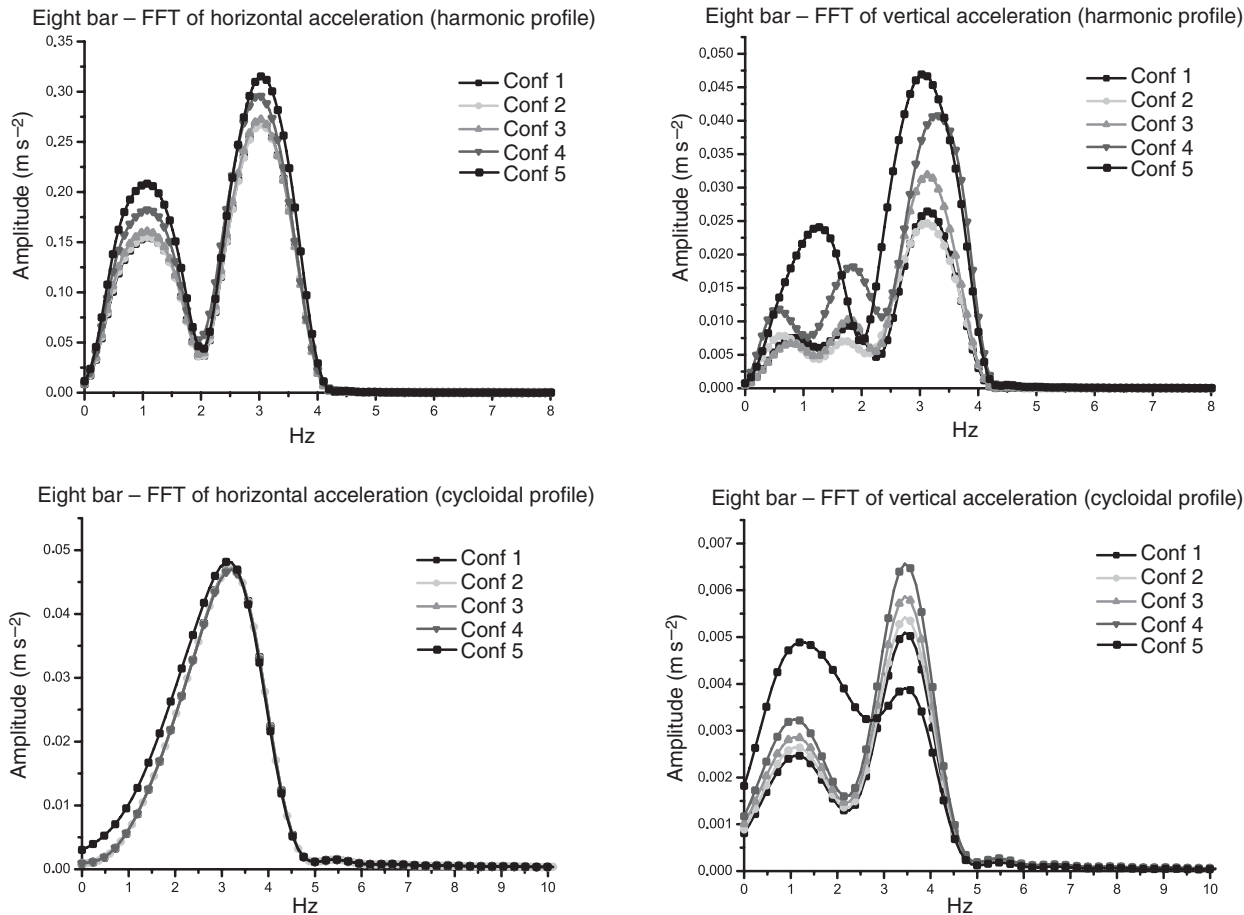 Eight bar – FFT of horizontal acceleration (harmonic profile)
0.35
0.30
0.25
0.20
0.15
0.10
0.05
0.00
Amplitude (m s⁻²)
Conf 1
Conf 2
Conf 3
Conf 4
Conf 5
0 1 2 3 4 5 6 7 8
Hz
Eight bar – FFT of vertical acceleration (harmonic profile)
0.050
0.045
0.040
0.035
0.030
0.025
0.020
0.015
0.010
0.005
0.000
Amplitude (m s⁻²)
Conf 1
Conf 2
Conf 3
Conf 4
Conf 5
0 1 2 3 4 5 6 7 8
Hz
Eight bar – FFT of horizontal acceleration (cycloidal profile)
0.05
0.04
0.03
0.02
0.01
0.00
Amplitude (m s⁻²)
Conf 1
Conf 2
Conf 3
Conf 4
Conf 5
0 1 2 3 4 5 6 7 8 9 10
Hz
Eight bar – FFT of vertical acceleration (cycloidal profile)
0.007
0.006
0.005
0.004
0.003
0.002
0.001
0.000
Amplitude (m s⁻²)
Conf 1
Conf 2
Conf 3
Conf 4
Conf 5
0 1 2 3 4 5 6 7 8 9 10
Hz